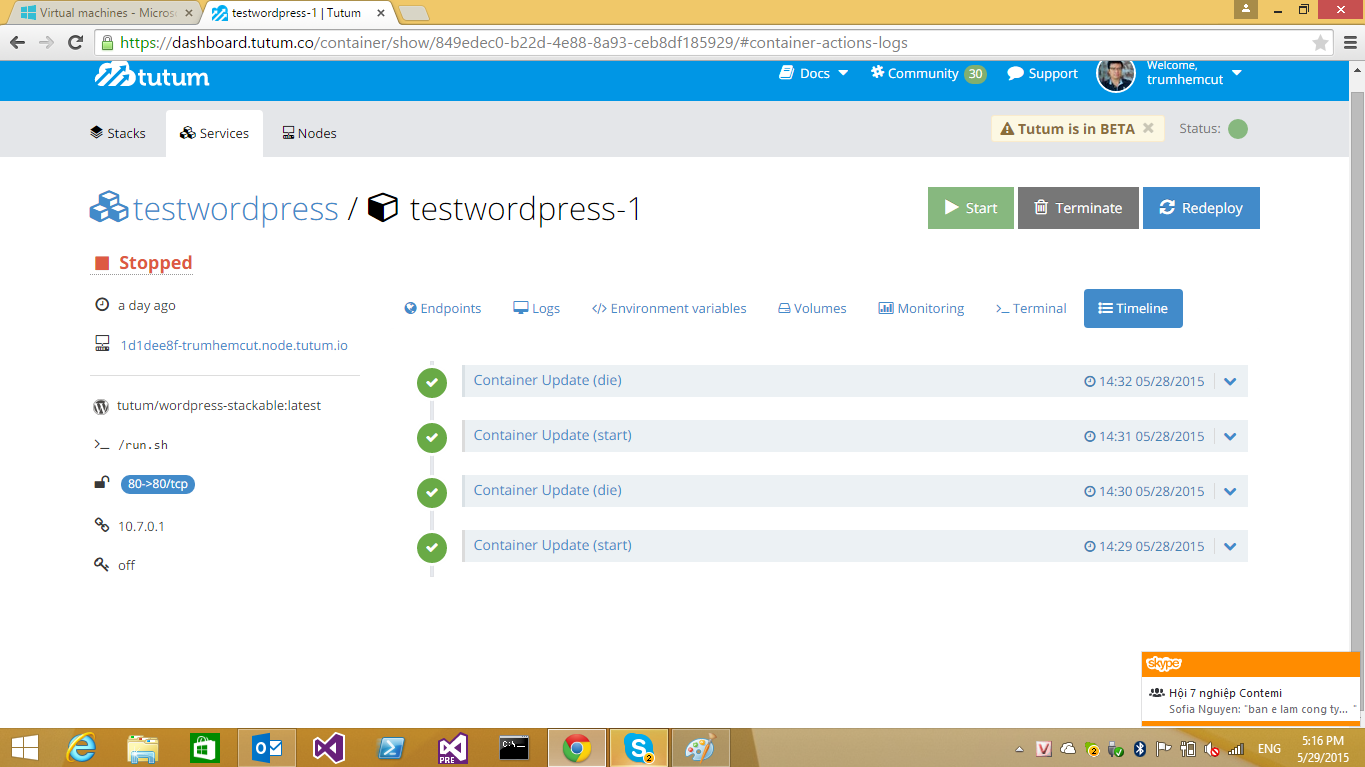 Virtual machines - Micros
testwordpress-1 | Tutum
https://dashboard.tutum.co/container/show/849edec0-b22d-4e88-8a93-ceb8df185929/#container-actions-logs
tutum
Docs
Community 30
Support
Welcome,
trumhemcut
Stacks
Services
Nodes
Tutum is in BETA
Status:
testwordpress / testwordpress-1
Start
Terminate
Redeploy
Stopped
a day ago
1d1dee8f-trumhemcut.node.tutum.io
tutum/wordpress-stackable:latest
/run.sh
80->80/tcp
10.7.0.1
off
Endpoints
Logs
Environment variables
Volumes
Monitoring
Terminal
Timeline
Container Update (die) 14:32 05/28/2015
Container Update (start) 14:31 05/28/2015
Container Update (die) 14:30 05/28/2015
Container Update (start) 14:29 05/28/2015
skype
Hội 7 nghiệp Contemi
Sofia Nguyen: "ban e lam cong ty... "
PRE
2
2
ENG
5:16 PM
5/29/2015